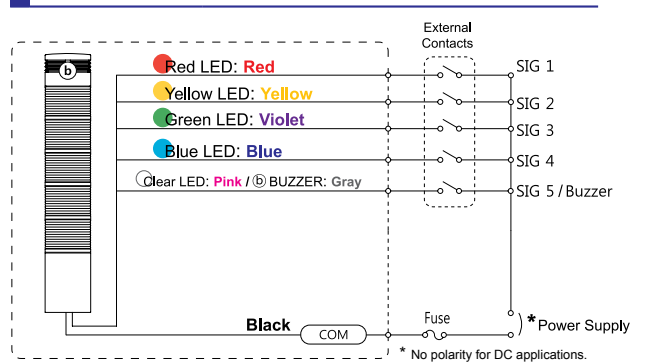 External
Contacts
ⓑ
Red LED: Red
SIG 1
Yellow LED: Yellow
SIG 2
Green LED: Violet
SIG 3
Blue LED: Blue
SIG 4
Clear LED: Pink / ⓑ BUZZER: Gray
SIG 5 / Buzzer
Black
COM
Fuse
* Power Supply
* No polarity for DC applications.